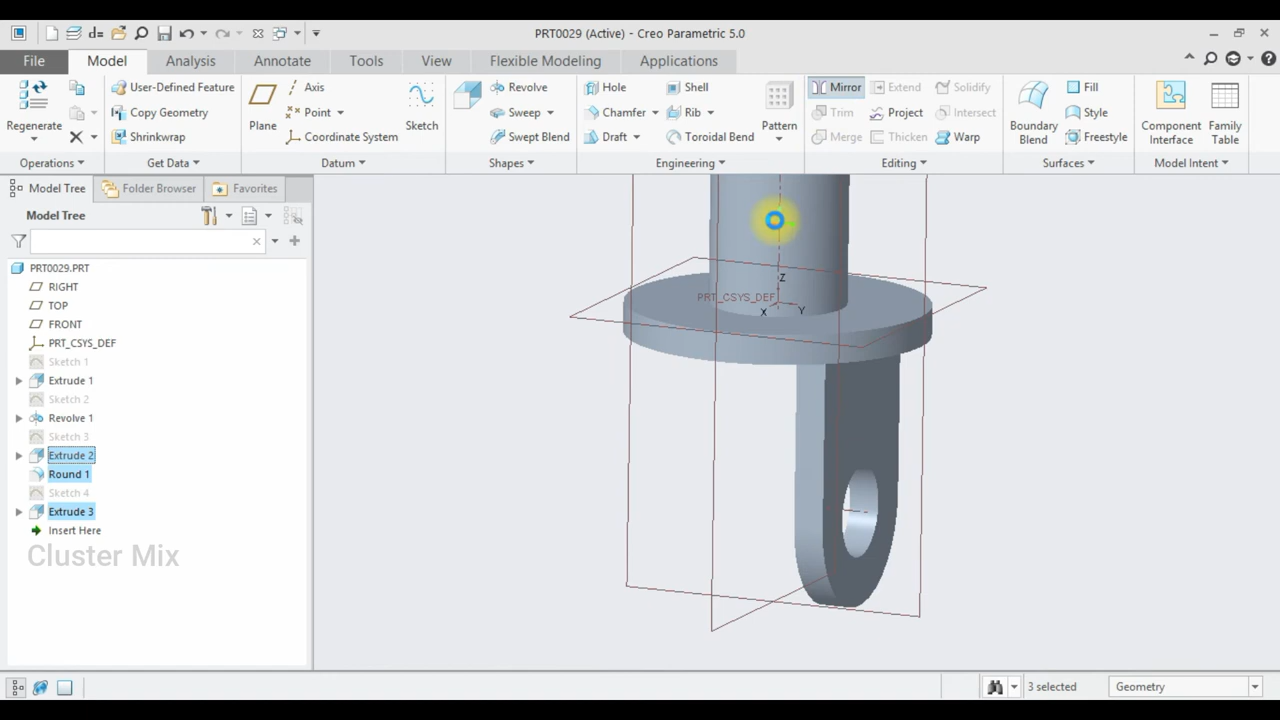 d=
PRT0029 (Active) - Creo Parametric 5.0
File Model Analysis Annotate Tools View Flexible Modeling Applications
Regenerate
Operations
User-Defined Feature
Copy Geometry
Shrinkwrap
Get Data
Plane
Axis
Point
Coordinate System
Sketch
Datum
Revolve
Sweep
Swept Blend
Shapes
Hole
Chamfer
Draft
Shell
Rib
Toroidal Bend
Engineering
Pattern
Mirror Extend Solidify
Trim Project Intersect
Merge Thicken Warp
Editing
Boundary
Blend
Fill
Style
Freestyle
Surfaces
Component
Interface
Family
Table
Model Intent
Model Tree Folder Browser Favorites
Model Tree
PRT0029.PRT
RIGHT
TOP
FRONT
PRT_CSYS_DEF
Sketch 1
Extrude 1
Sketch 2
Revolve 1
Sketch 3
Extrude 2
Round 1
Sketch 4
Extrude 3
Insert Here
Cluster Mix
Z
PRT_CSYS_DEF
X Y
3 selected
Geometry